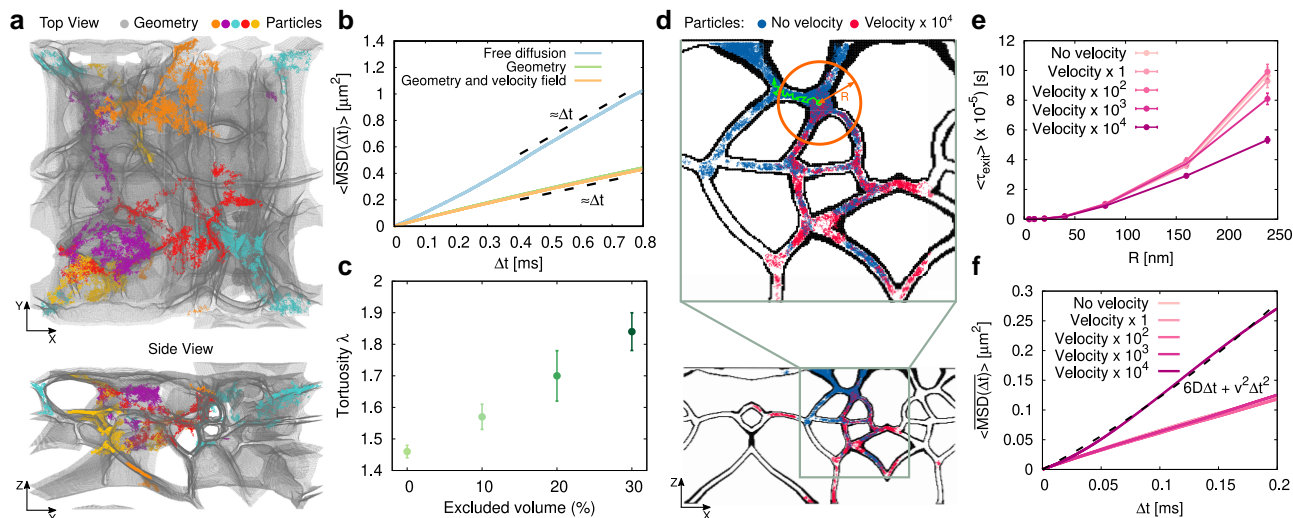 a
Top View
Geometry
Particles
Y
X
Side View
Z
X
b
<MSD(Δt)> [μm²]
1.4
1.2
1
0.8
0.6
0.4
0.2
0
Free diffusion
Geometry
Geometry and velocity field
≈Δt
≈Δt
0.0 0.1 0.2 0.3 0.4 0.5 0.6 0.7 0.8
Δt [ms]
c
Tortuosity λ
2
1.9
1.8
1.7
1.6
1.5
1.4
0 10 20 30
Excluded volume (%)
d
Particles: No velocity Velocity x 10⁴
R
Z
X
e
<τexit> (x 10⁻⁵) [s]
12
10
8
6
4
2
0
No velocity
Velocity x 1
Velocity x 10²
Velocity x 10³
Velocity x 10⁴
0 50 100 150 200 250
R [nm]
f
<MSD(Δt)> [μm²]
0.3
0.25
0.2
0.15
0.1
0.05
0
No velocity
Velocity x 1
Velocity x 10²
Velocity x 10³
Velocity x 10⁴
6DΔt + v²Δt²
0 0.05 0.1 0.15 0.2
Δt [ms]